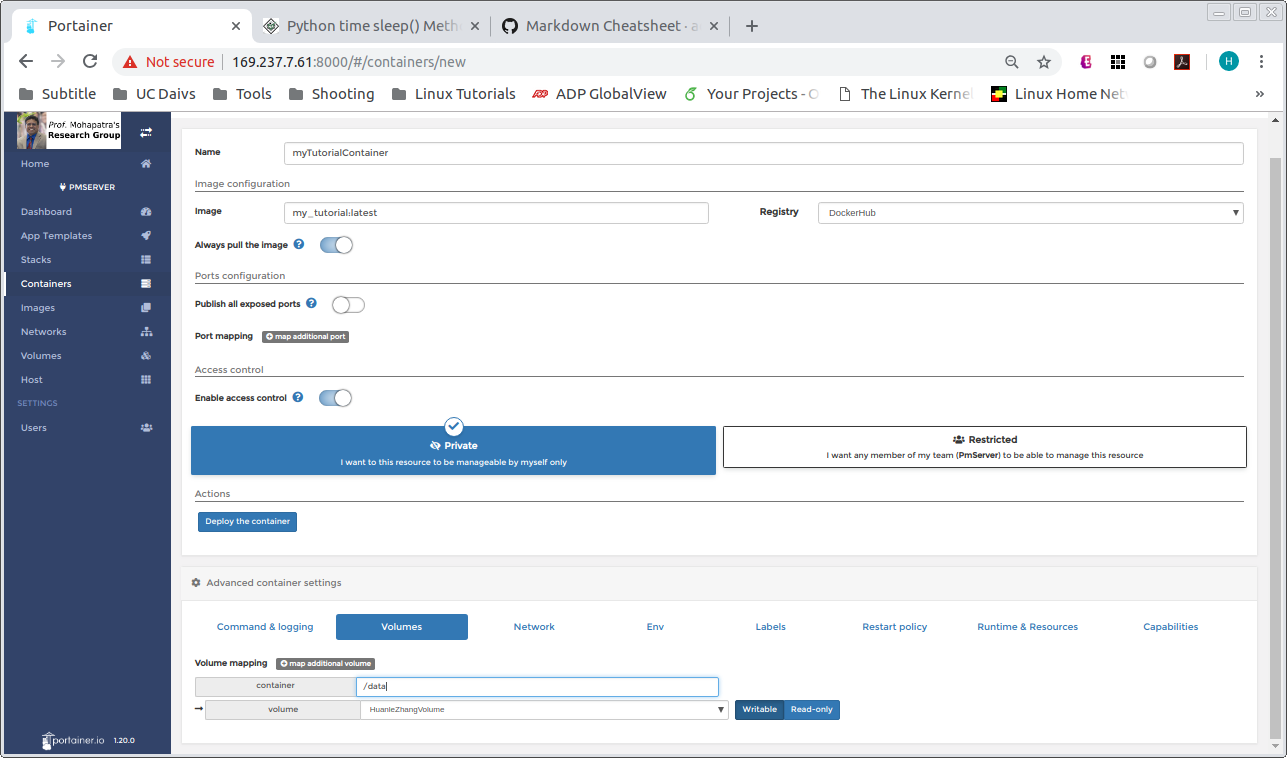 Portainer
Python time sleep() Meth
Markdown Cheatsheet · a
Not secure 169.237.7.61:8000/#/containers/new
H
Subtitle UC Daivs Tools Shooting Linux Tutorials ADP GlobalView Your Projects - O The Linux Kernel Linux Home Net »
Prof. Mohapatra's
Research Group
Home
PMSERVER
Dashboard
App Templates
Stacks
Containers
Images
Networks
Volumes
Host
SETTINGS
Users
portainer.io 1.20.0
Name myTutorialContainer
Image configuration
Image my_tutorial:latest Registry DockerHub
Always pull the image
Ports configuration
Publish all exposed ports
Port mapping map additional port
Access control
Enable access control
Private
I want to this resource to be manageable by myself only
Restricted
I want any member of my team (PmServer) to be able to manage this resource
Actions
Deploy the container
Advanced container settings
Command & logging Volumes Network Env Labels Restart policy Runtime & Resources Capabilities
Volume mapping map additional volume
container /data
volume HuanleZhangVolume Writable Read-only